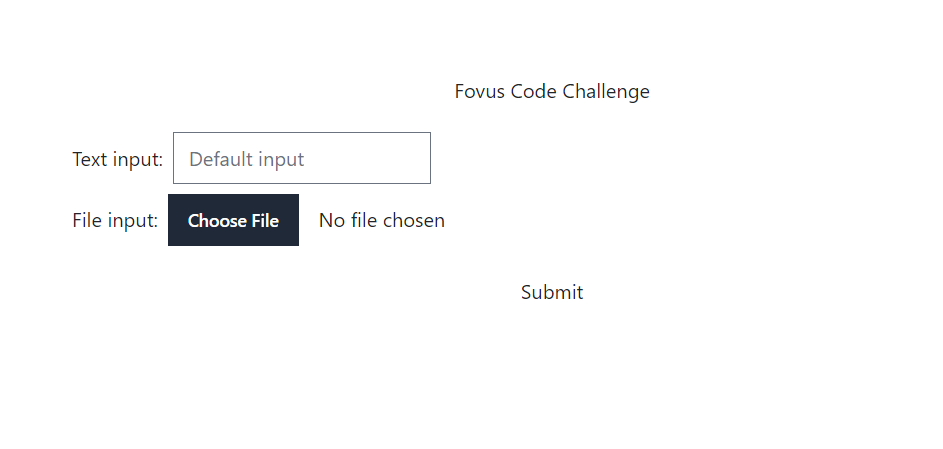 Fovus Code Challenge
Text input: Default input
File input: Choose File No file chosen
Submit